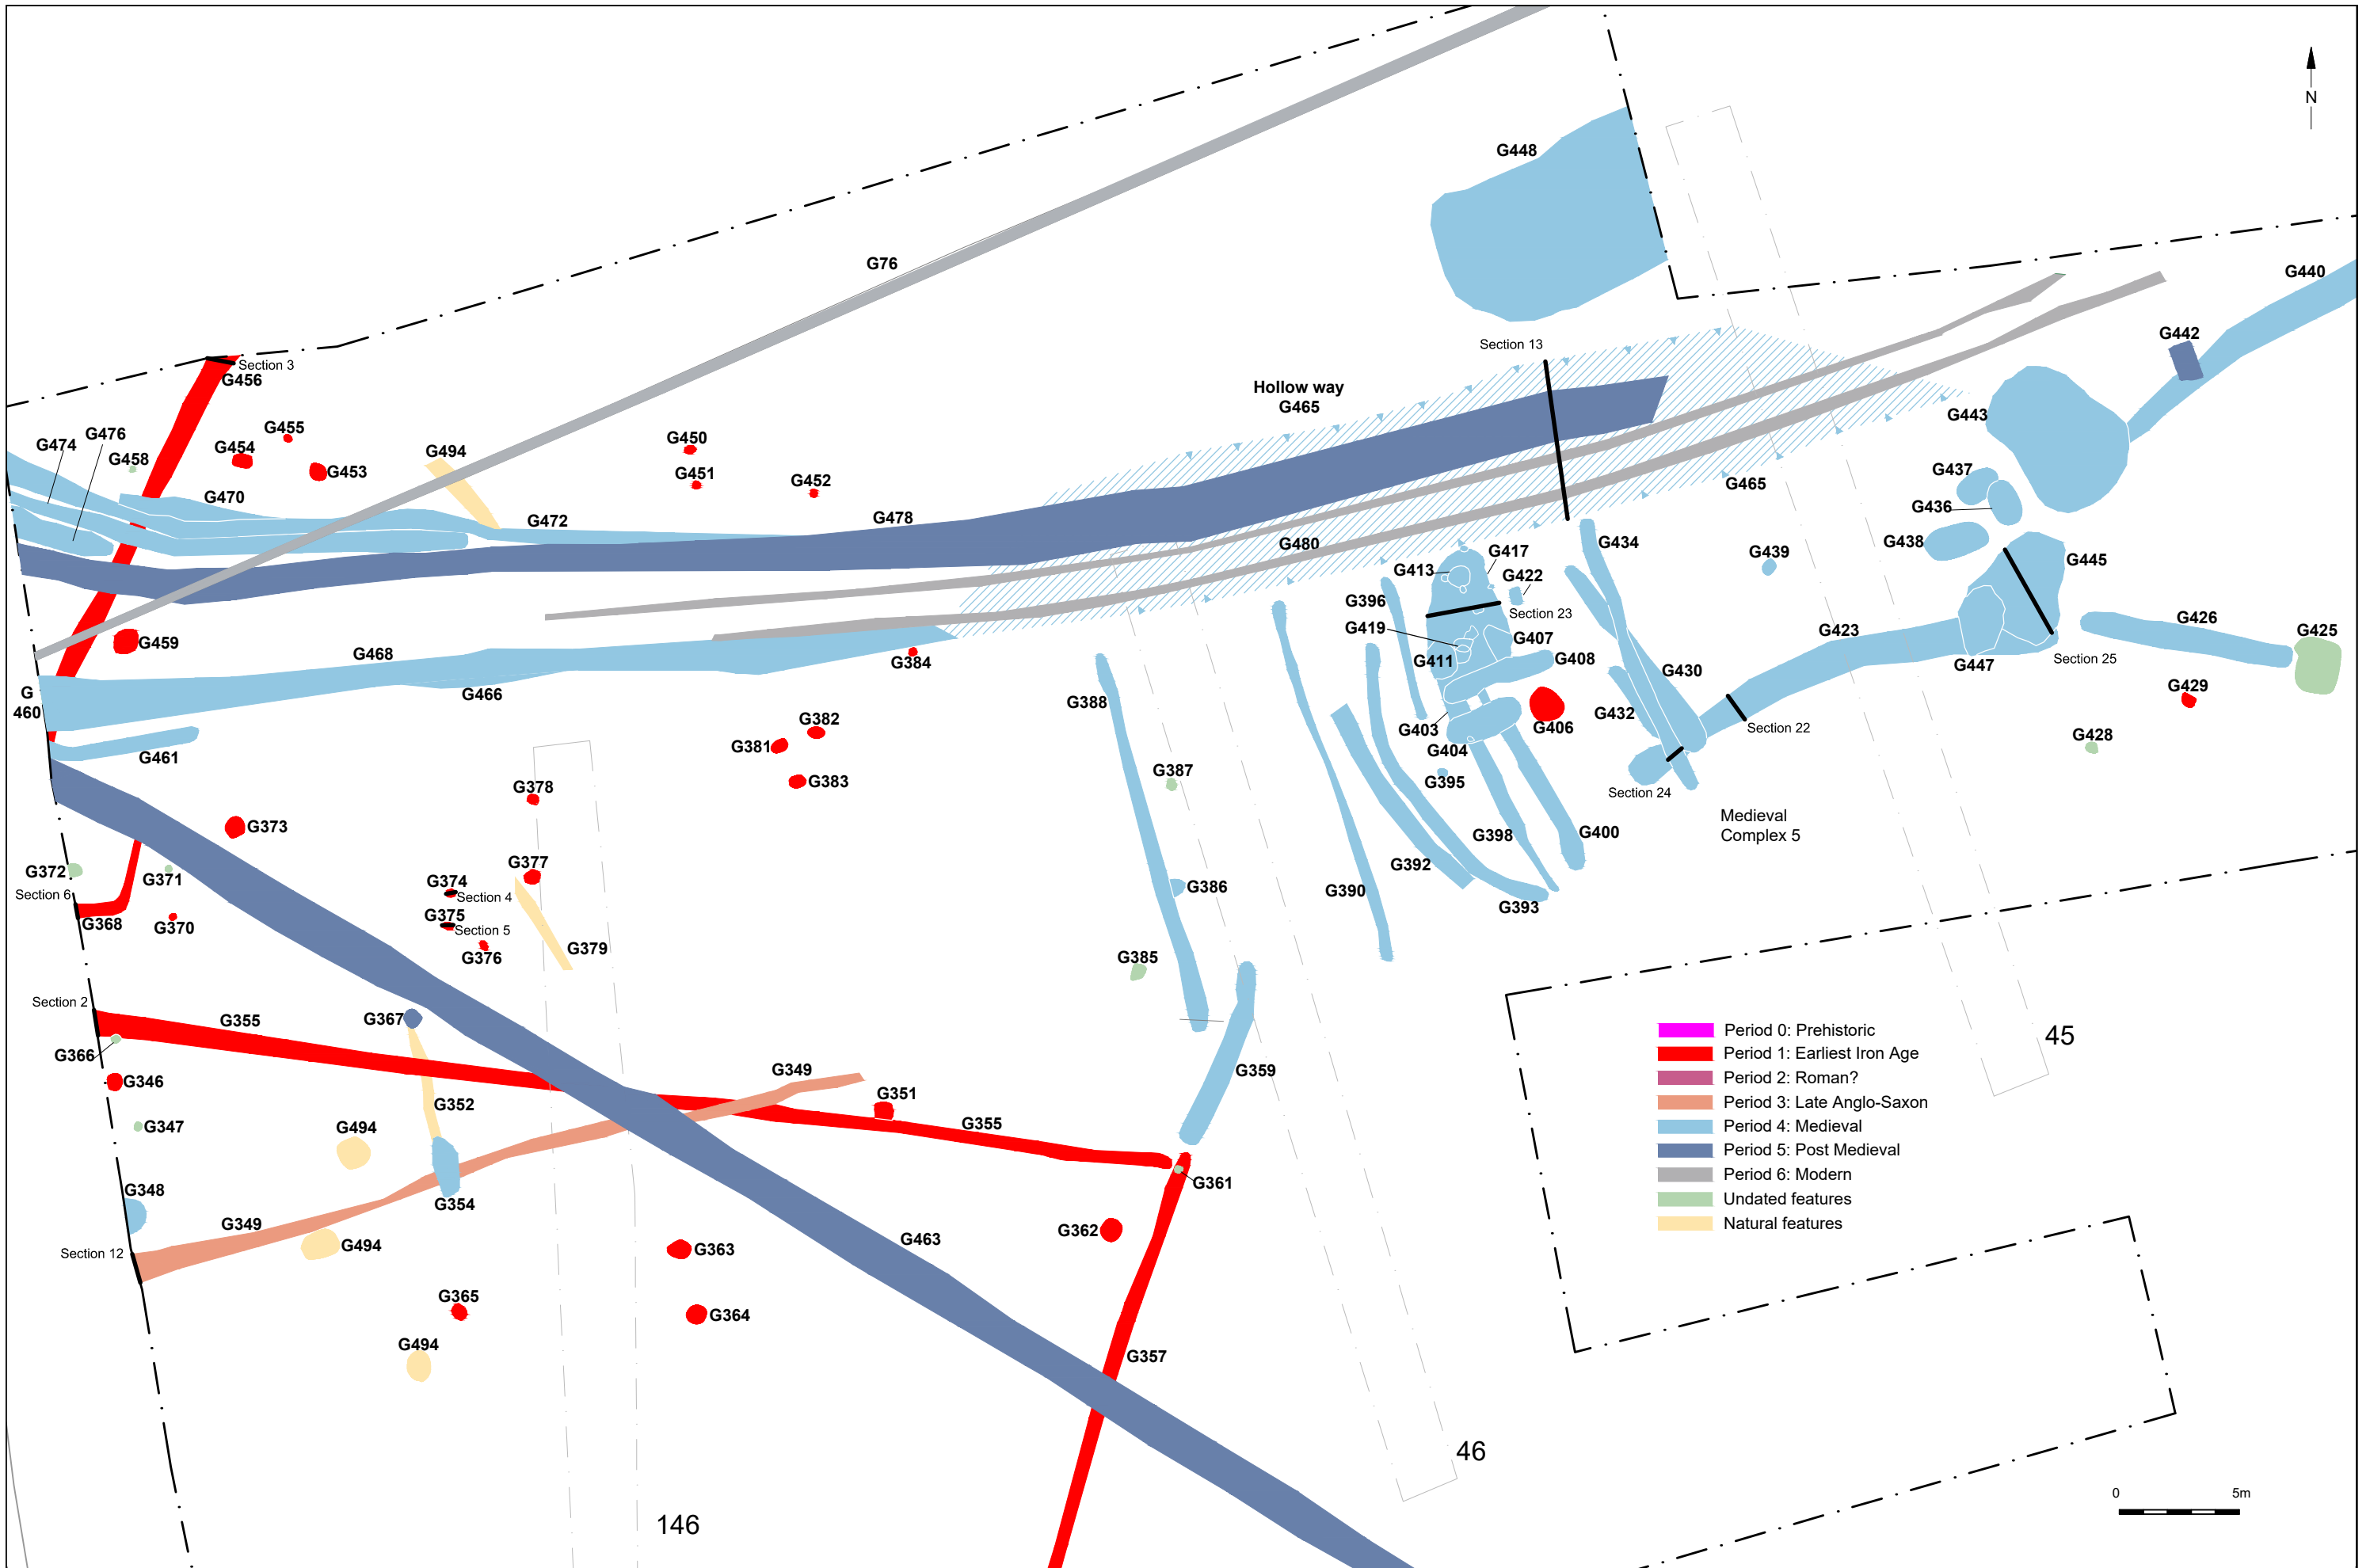 N
G448
G76
G440
Section 13
G442
Section 3
G456
Hollow way
G465
G443
G474
G476
G455
G454
G458
G453
G494
G450
G451
G452
G437
G465
G470
G436
G472
G478
G438
G480
G434
G439
G445
G417
G413
G422
G396
Section 23
G419
G407
G423
G426
G425
G459
G468
G384
G411
G408
G447
Section 25
G466
G430
G429
G
460
G388
G432
G382
G403
G406
Section 22
G381
G404
G428
G461
G387
G383
G395
G378
Section 24
Medieval
Complex 5
G373
G398
G400
G377
G392
G372
G371
G374
G386
G390
Section 6
Section 4
G375
G393
G368
G370
Section 5
G376
G379
G385
Section 2
G355
G367
Period 0: Prehistoric
45
G366
Period 1: Earliest Iron Age
G349
G359
G346
Period 2: Roman?
G351
G352
Period 3: Late Anglo-Saxon
G347
G494
G355
Period 4: Medieval
Period 5: Post Medieval
G348
G361
Period 6: Modern
G354
Undated features
G349
G362
Natural features
G494
G463
Section 12
G363
G365
G364
G494
G357
46
0
5m
146